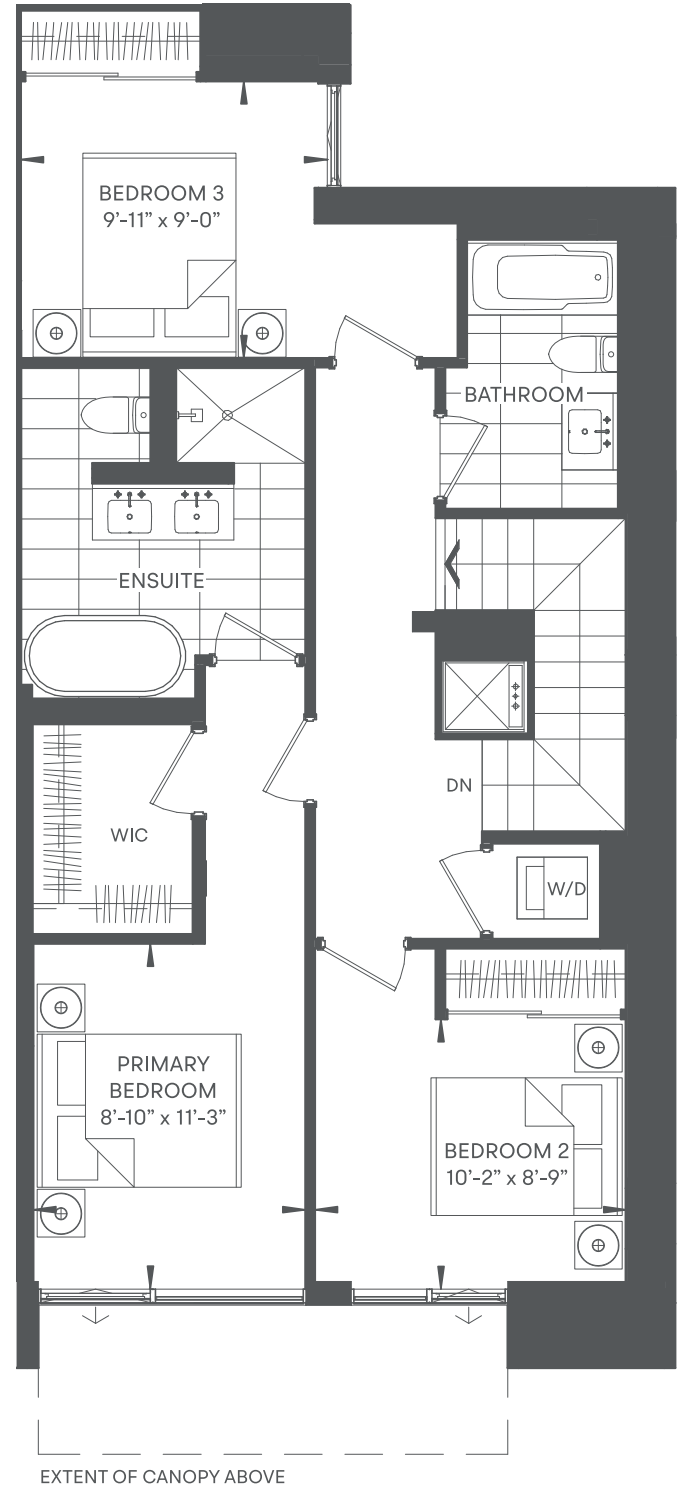 BEDROOM 3
9’-11” x 9’-0”
BATHROOM
ENSUITE
DN
WIC
W/D
PRIMARY
BEDROOM
8’-10” x 11’-3”
BEDROOM 2
10’-2” x 8’-9”
EXTENT OF CANOPY ABOVE